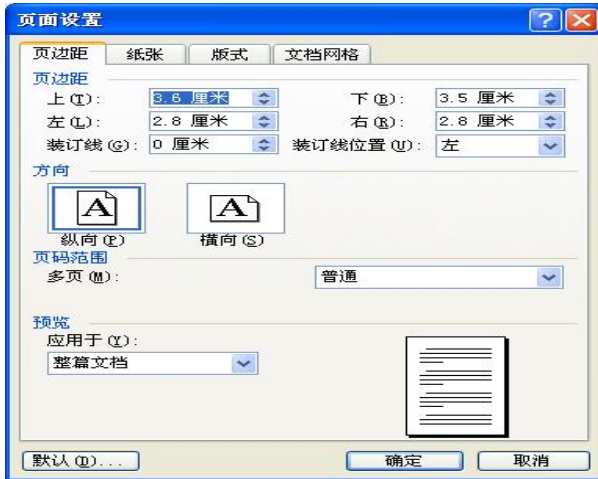 页面设置
页边距 纸张 版式 文档网格
页边距
上(T): 3.6 厘米 下(B): 3.5 厘米
左(L): 2.8 厘米 右(R): 2.8 厘米
装订线(G): 0 厘米 装订线位置(U): 左
方向
A A
纵向(P) 横向(S)
页码范围
多页(M): 普通
预览
应用于(Y):
整篇文档
默认(D)... 确定 取消